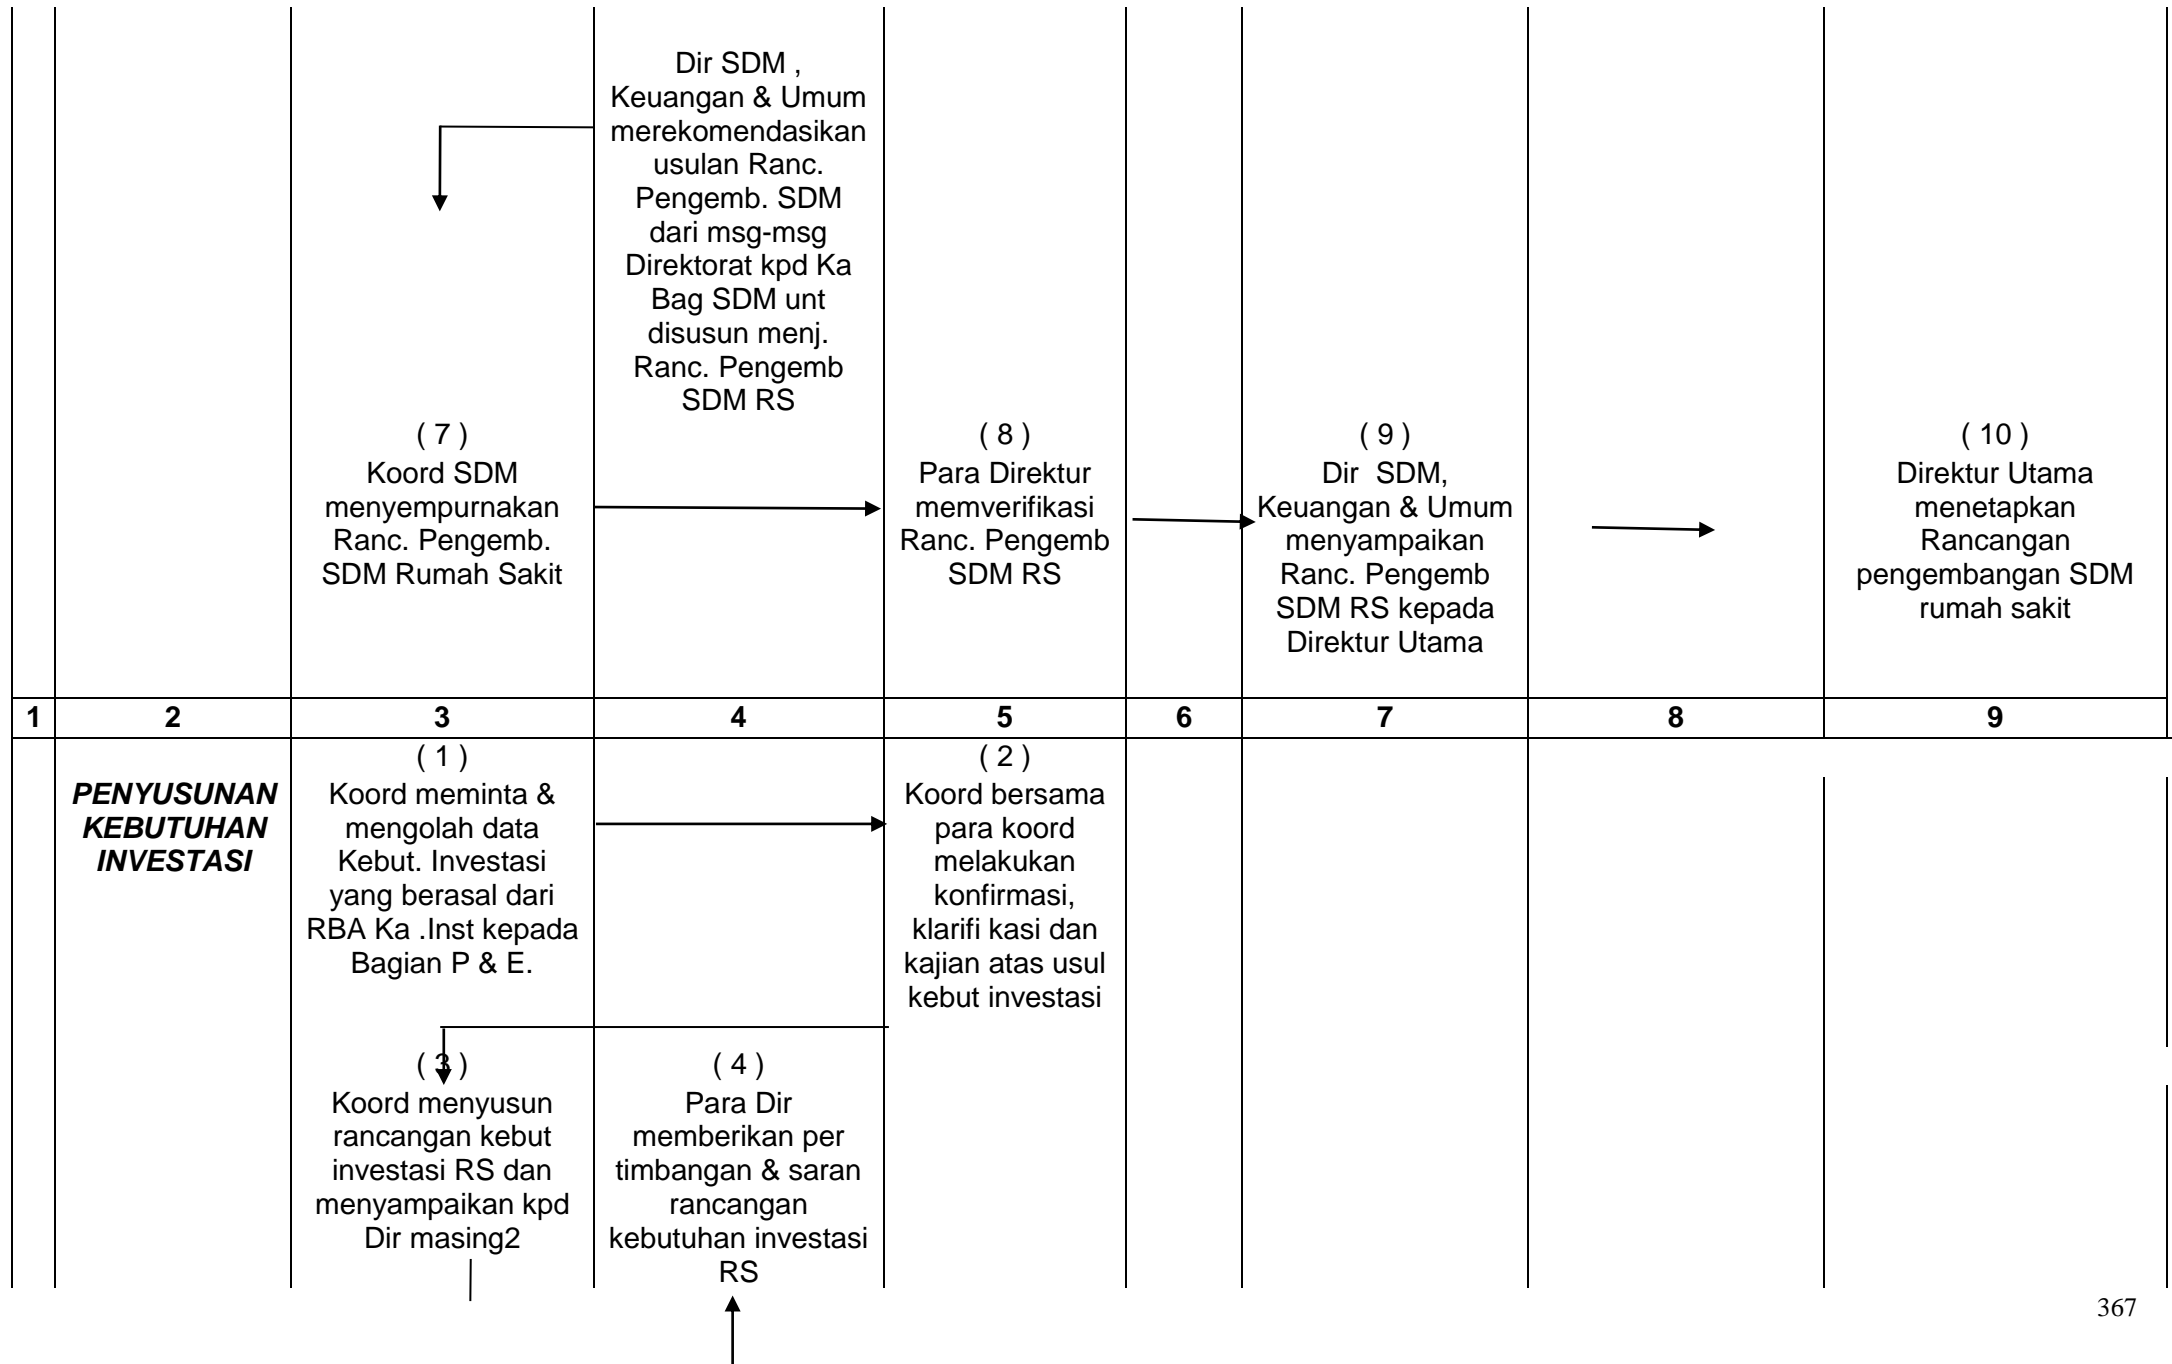 Dir SDM ,
Keuangan & Umum
merekomendasikan
usulan Ranc.
Pengemb. SDM
dari msg-msg
Direktorat kpd Ka
Bag SDM unt
disusun menj.
Ranc. Pengemb
SDM RS
( 7 )
Koord SDM
menyempurnakan
Ranc. Pengemb.
SDM Rumah Sakit
( 8 )
Para Direktur
memverifikasi
Ranc. Pengemb
SDM RS
( 9 )
Dir SDM,
Keuangan & Umum
menyampaikan
Ranc. Pengemb
SDM RS kepada
Direktur Utama
( 10 )
Direktur Utama
menetapkan
Rancangan
pengembangan SDM
rumah sakit
1 2 3 4 5 6 7 8 9
PENYUSUNAN
KEBUTUHAN
INVESTASI
( 1 )
Koord meminta &
mengolah data
Kebut. Investasi
yang berasal dari
RBA Ka .Inst kepada
Bagian P & E.
( 2 )
Koord bersama
para koord
melakukan
konfirmasi,
klarifi kasi dan
kajian atas usul
kebut investasi
( 3 )
Koord menyusun
rancangan kebut
investasi RS dan
menyampaikan kpd
Dir masing2
( 4 )
Para Dir
memberikan per
timbangan & saran
rancangan
kebutuhan investasi
RS
367